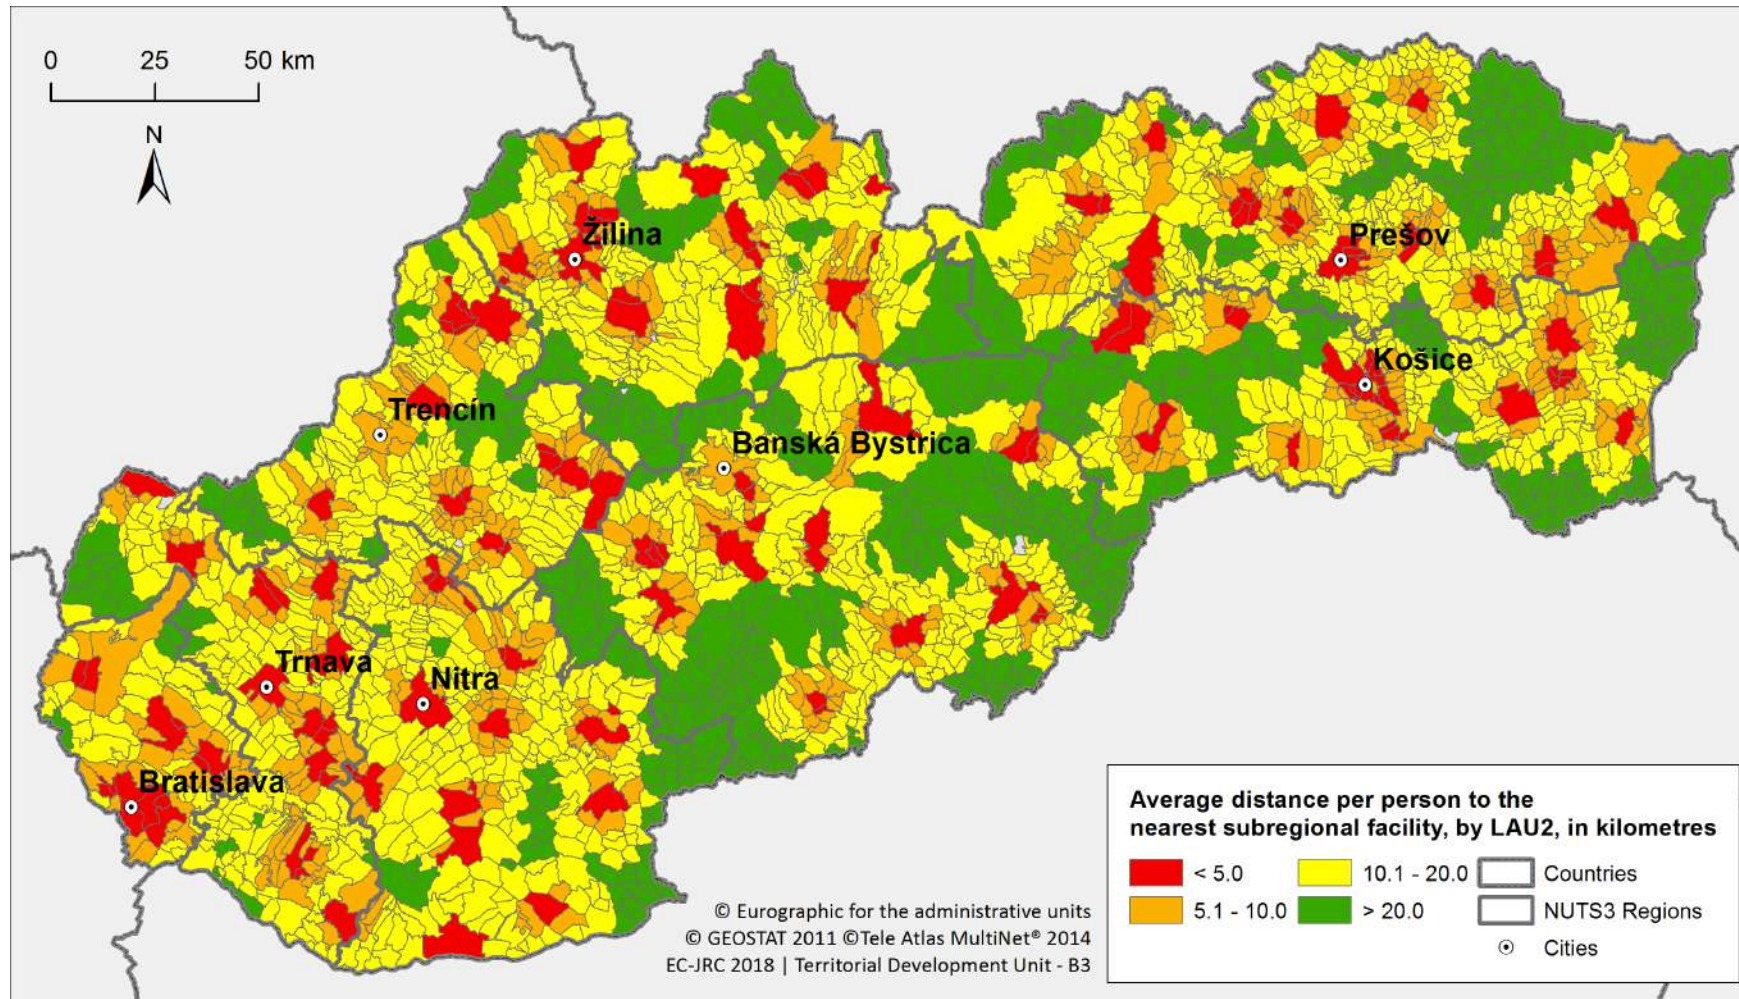 0 25 50 km
N
Žilina
Prešov
Košice
Trencín
Banská Bystrica
Trnava
Nitra
Bratislava
Average distance per person to the
nearest subregional facility, by LAU2, in kilometres
< 5.0
10.1 - 20.0
Countries
5.1 - 10.0
> 20.0
NUTS3 Regions
Cities
© Eurographic for the administrative units
© GEOSTAT 2011 ©Tele Atlas MultiNet® 2014
EC-JRC 2018 | Territorial Development Unit - B3